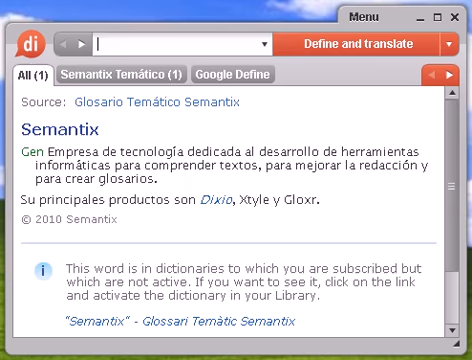 Menu
di
Define and translate
All (1) Semantix Temático (1) Google Define
Source: Glosario Temático Semantix
Semantix
Gen Empresa de tecnología dedicada al desarrollo de herramientas
informáticas para comprender textos, para mejorar la redacción y
para crear glosarios.
Su principales productos son Dixio, Xtyle y Gloxr.
© 2010 Semantix
i
This word is in dictionaries to which you are subscribed but
which are not active. If you want to see it, click on the link
and activate the dictionary in your Library.
"Semantix" - Glossari Temàtic Semantix